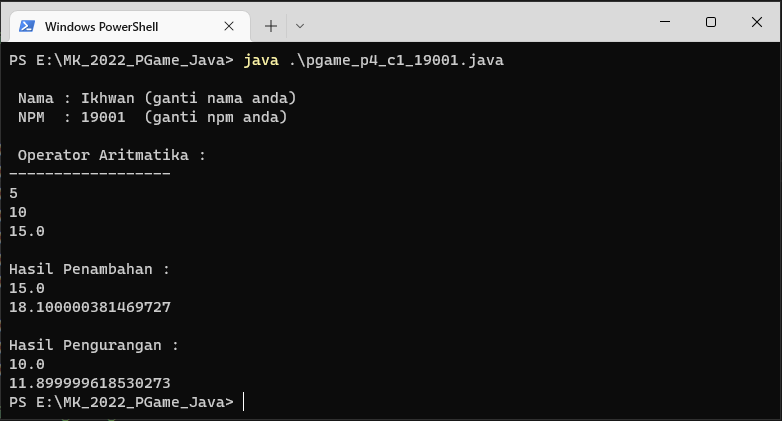 Windows PowerShell
PS E:\MK_2022_PGame_Java> java .\pgame_p4_c1_19001.java
Nama : Ikhwan (ganti nama anda)
NPM  : 19001  (ganti npm anda)
Operator Aritmatika :
------------------
5
10
15.0
Hasil Penambahan :
15.0
18.100000381469727
Hasil Pengurangan :
10.0
11.899999618530273
PS E:\MK_2022_PGame_Java>